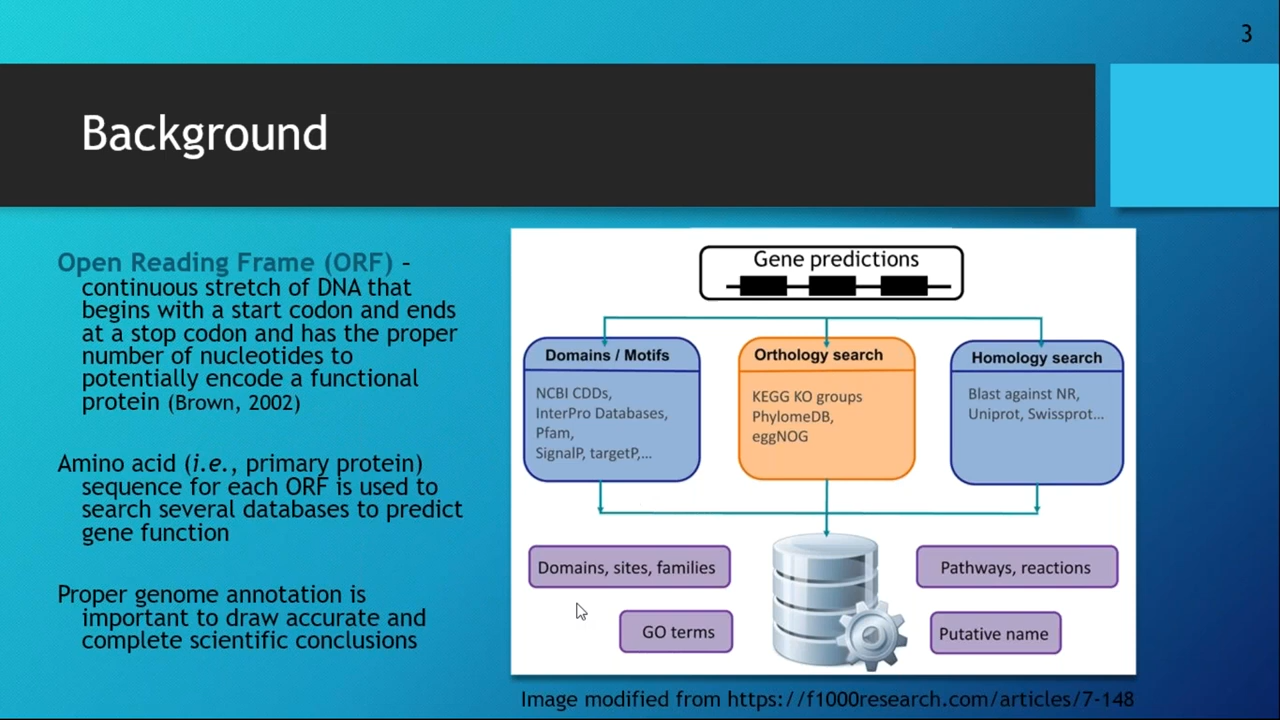 3
Background
Open Reading Frame (ORF) –
continuous stretch of DNA that
begins with a start codon and ends
at a stop codon and has the proper
number of nucleotides to
potentially encode a functional
protein (Brown, 2002)
Amino acid (i.e., primary protein)
sequence for each ORF is used to
search several databases to predict
gene function
Proper genome annotation is
important to draw accurate and
complete scientific conclusions
Gene predictions
Domains / Motifs
NCBI CDDs,
InterPro Databases,
Pfam,
SignalP, targetP,...
Orthology search
KEGG KO groups
PhylomeDB,
eggNOG
Homology search
Blast against NR,
Uniprot, Swissprot...
Domains, sites, families
Pathways, reactions
GO terms
Putative name
Image modified from https://f1000research.com/articles/7-148